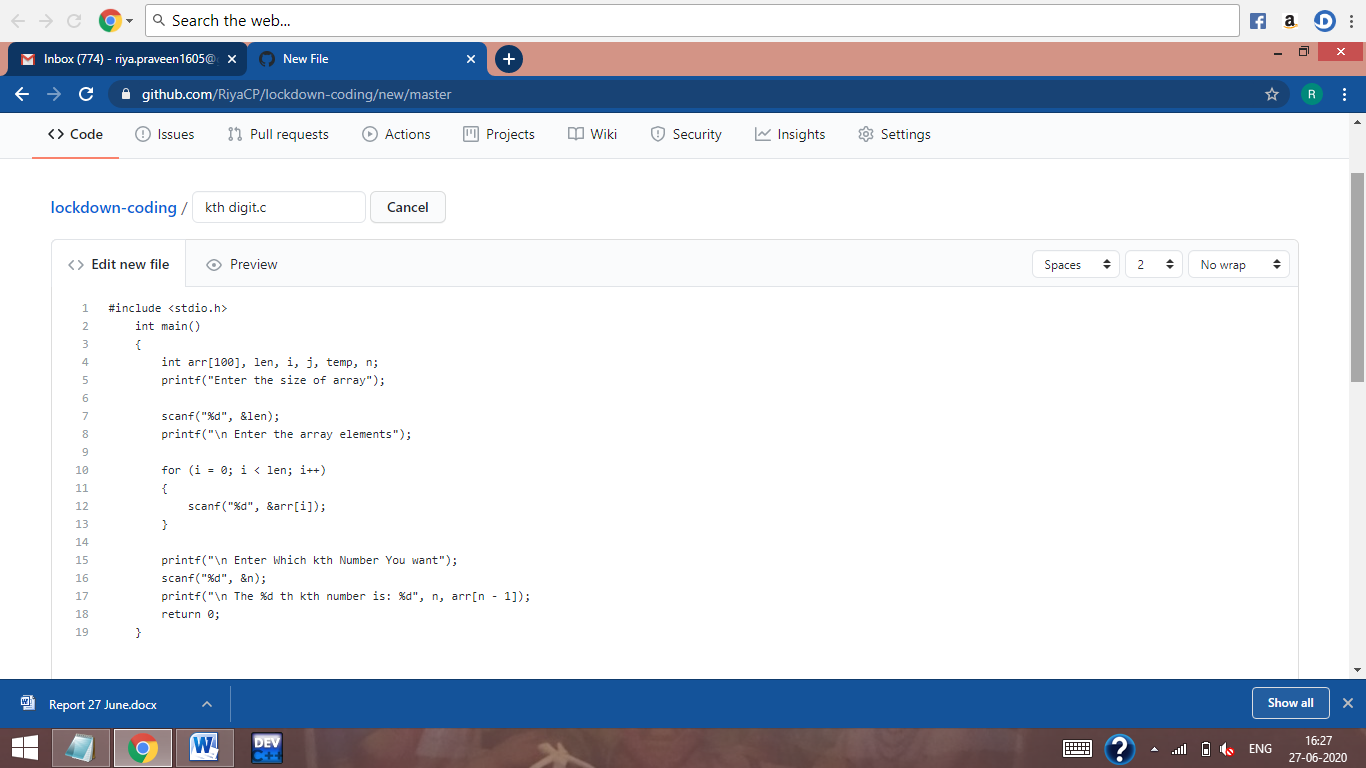 Search the web...
Inbox (774) - riya.praveen1605@
New File
github.com/RiyaCP/lockdown-coding/new/master
R
Code Issues Pull requests Actions Projects Wiki Security Insights Settings
lockdown-coding / kth digit.c Cancel
Edit new file Preview Spaces 2 No wrap
1 #include <stdio.h>
2 int main()
3 {
4 int arr[100], len, i, j, temp, n;
5 printf("Enter the size of array");
6
7 scanf("%d", &len);
8 printf("\n Enter the array elements");
9
10 for (i = 0; i < len; i++)
11 {
12 scanf("%d", &arr[i]);
13 }
14
15 printf("\n Enter Which kth Number You want");
16 scanf("%d", &n);
17 printf("\n The %d th kth number is: %d", n, arr[n - 1]);
18 return 0;
19 }
Report 27 June.docx
Show all
DEV
C++
ENG
16:27
27-06-2020